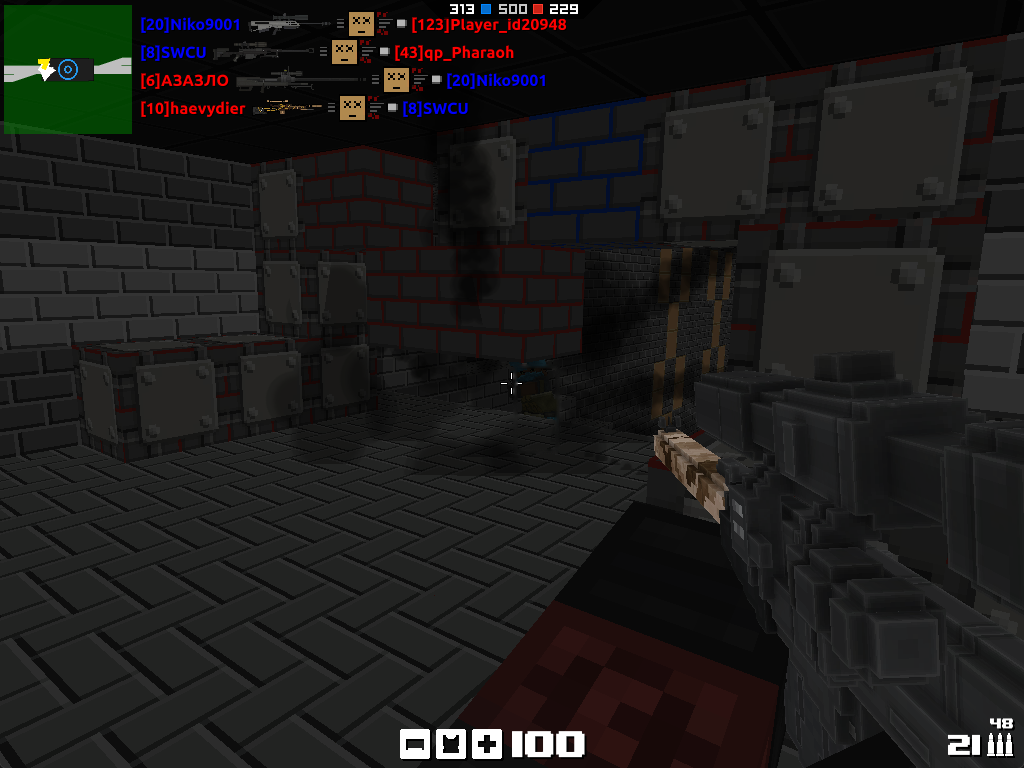 313 500 229
[20]Niko9001 [123]Player_id20948
[8]SWCU [43]qp_Pharaoh
[6]АЗАЗЛО [20]Niko9001
[10]haevydier [8]SWCU
100
48
21